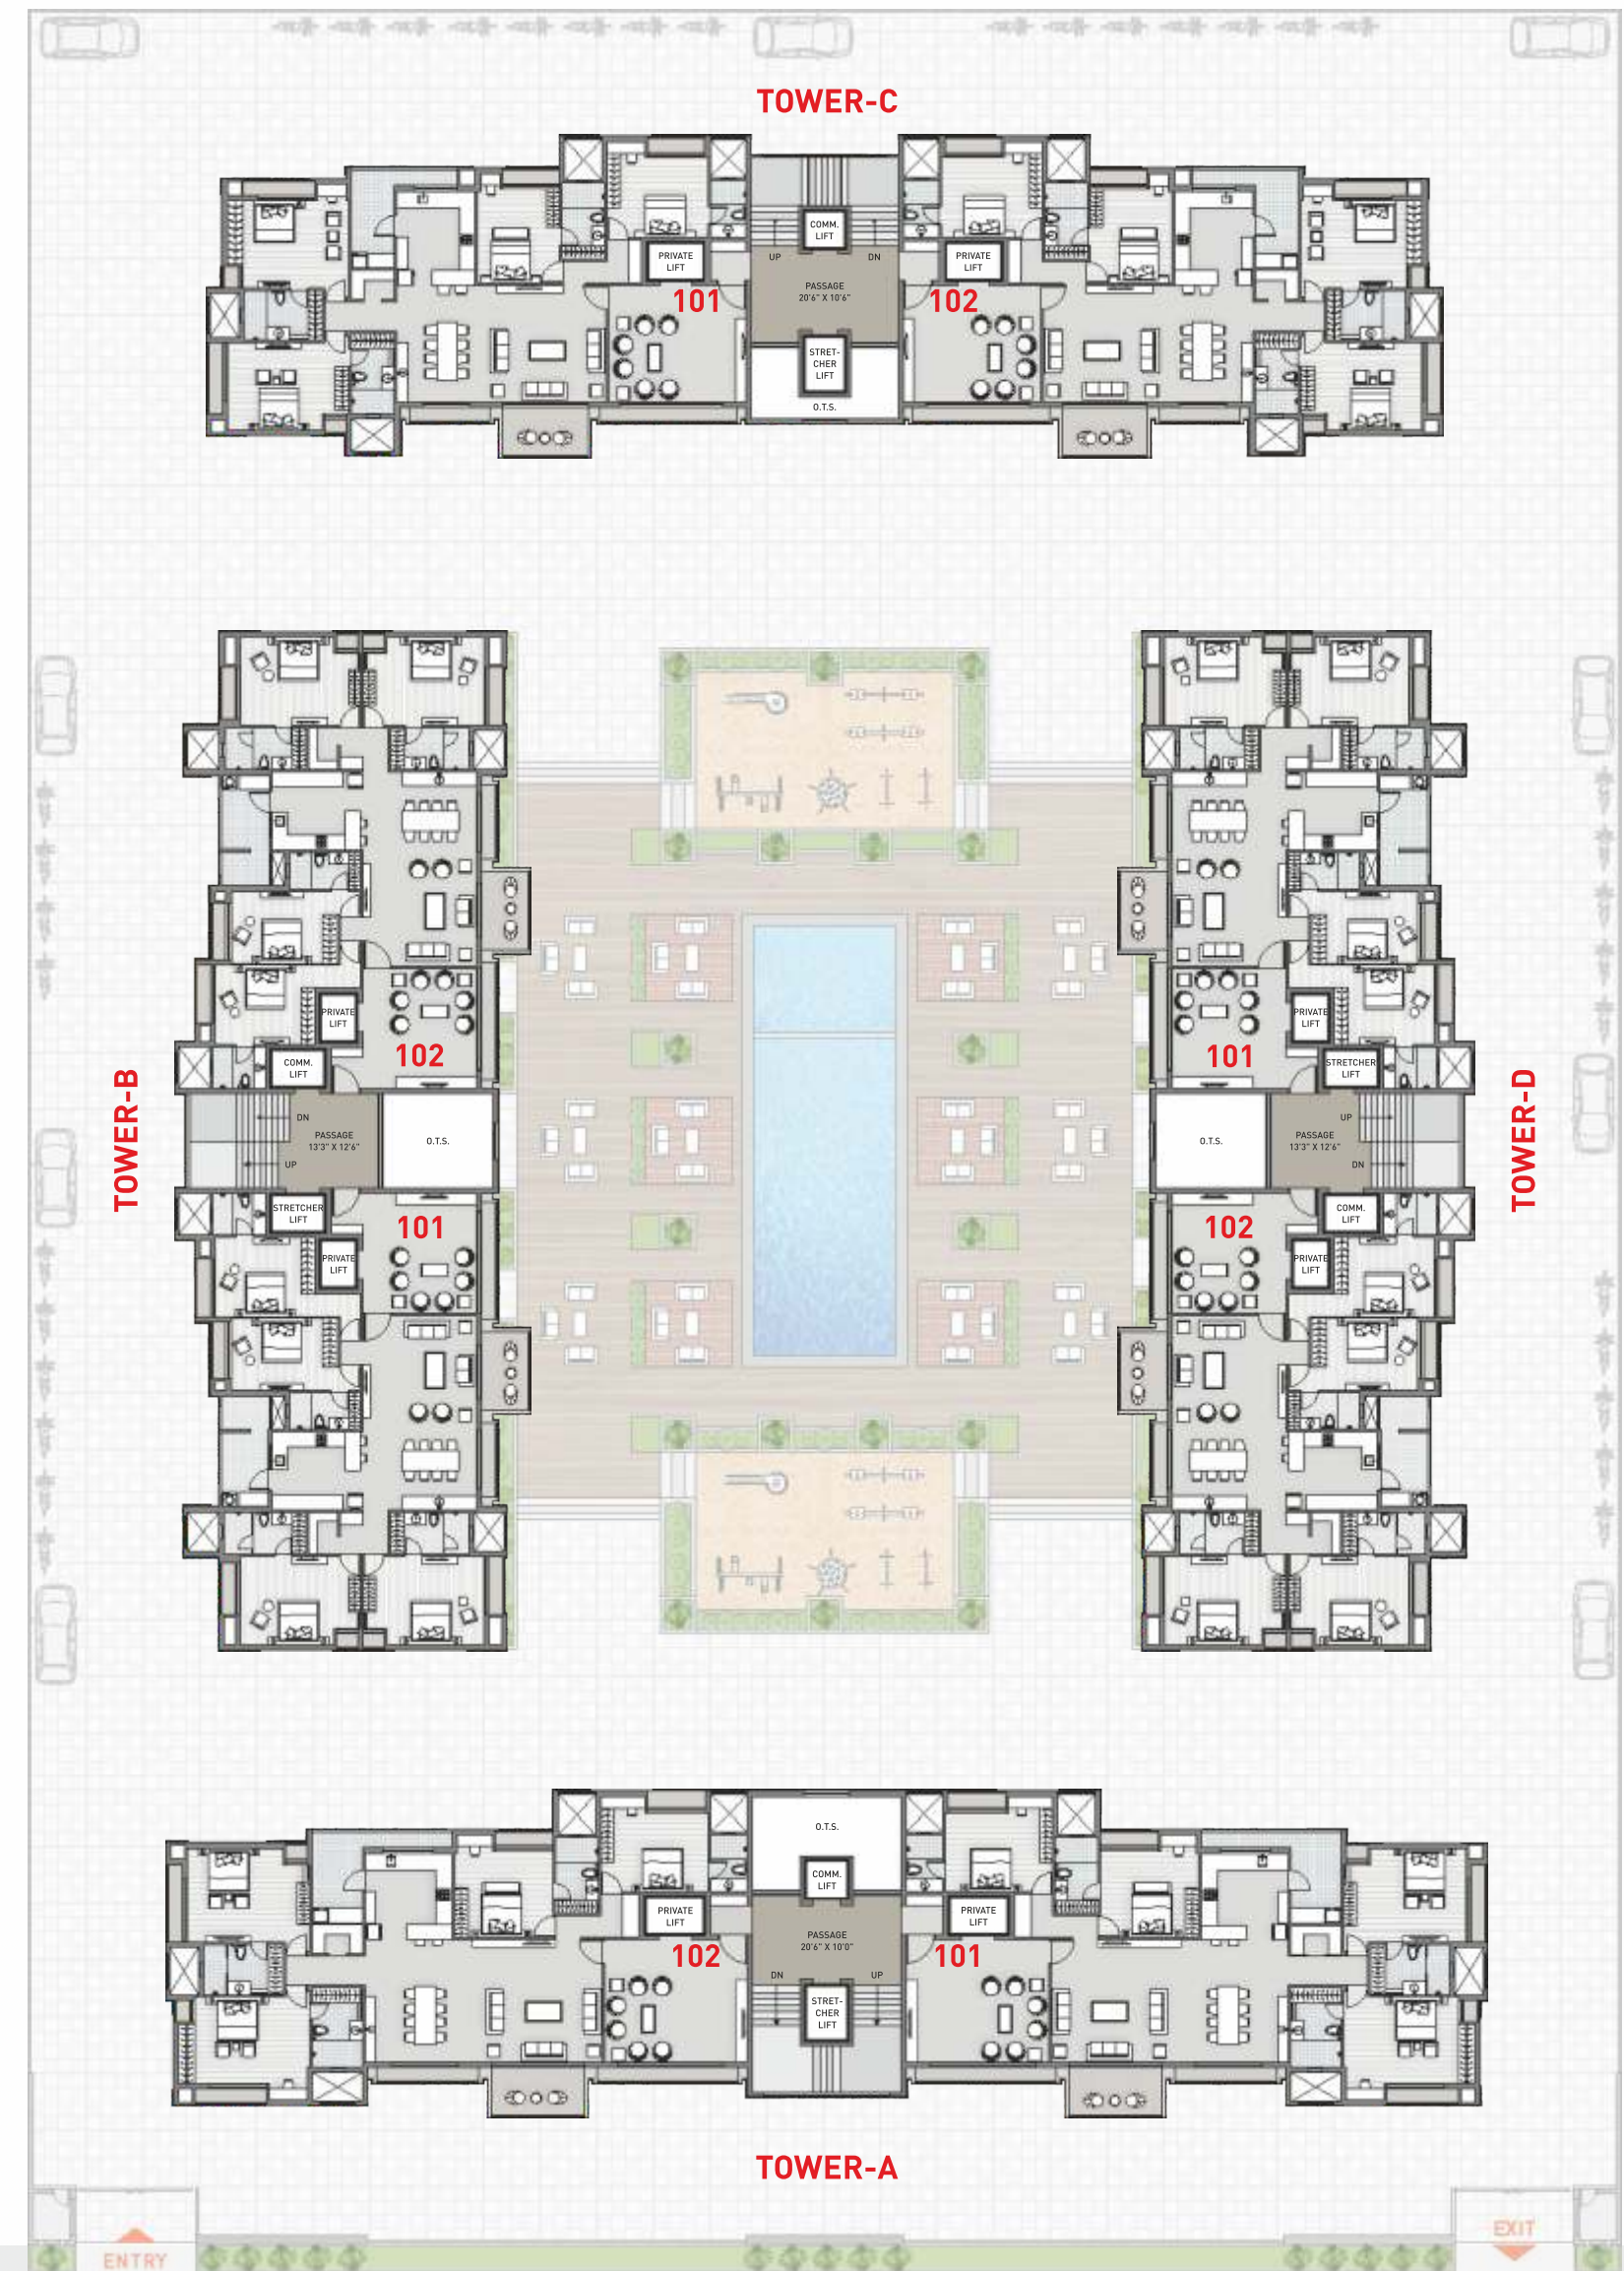 TOWER-C
COMM.
LIFT
PRIVATE
LIFT
UP
DN
PRIVATE
LIFT
PASSAGE
20'6" X 10'6"
101
102
STRET-
CHER
LIFT
O.T.S.
TOWER-B
PRIVATE
LIFT
102
COMM.
LIFT
DN
PASSAGE
13'3" X 12'6"
UP
O.T.S.
STRETCHER
LIFT
101
PRIVATE
LIFT
PRIVATE
LIFT
101
STRETCHER
LIFT
UP
O.T.S.
PASSAGE
13'3" X 12'6"
DN
102
COMM.
LIFT
PRIVATE
LIFT
TOWER-D
O.T.S.
COMM.
LIFT
PRIVATE
LIFT
PRIVATE
LIFT
PASSAGE
20'6" X 10'0"
102
101
DN
UP
STRET-
CHER
LIFT
TOWER-A
ENTRY
EXIT